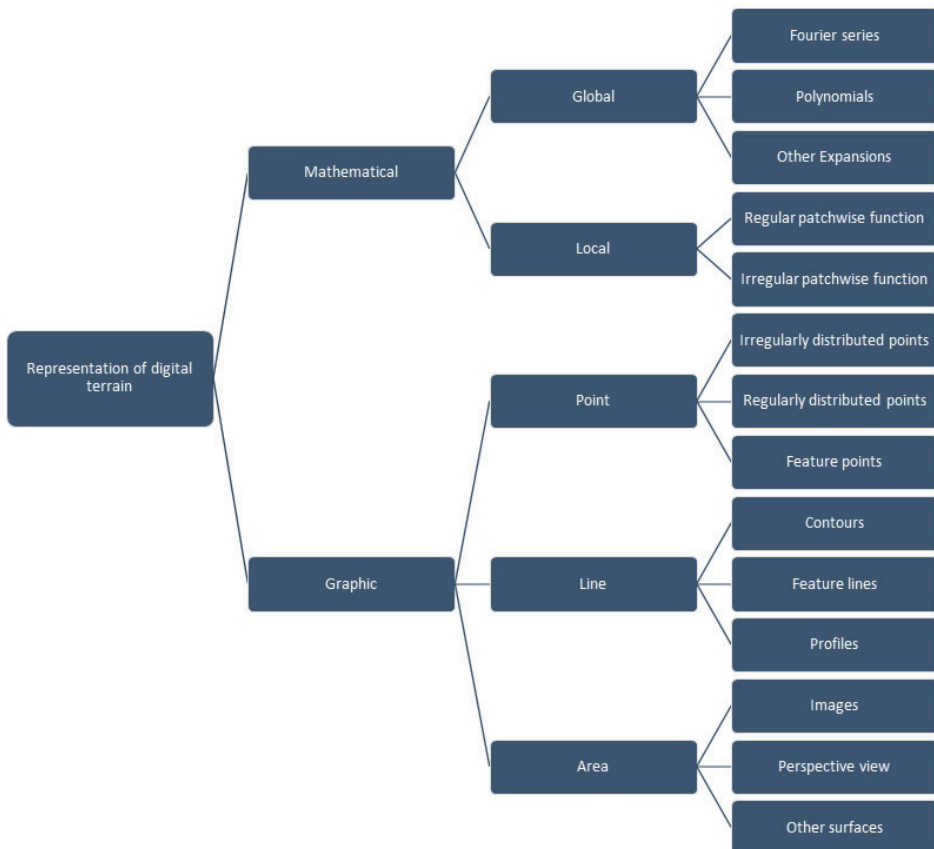 Fourier series
Global
Polynomials
Other Expansions
Mathematical
Regular patchwise function
Local
Irregular patchwise function
Representation of digital
terrain
Irregularly distributed points
Point
Regularly distributed points
Feature points
Contours
Graphic
Line
Feature lines
Profiles
Images
Area
Perspective view
Other surfaces